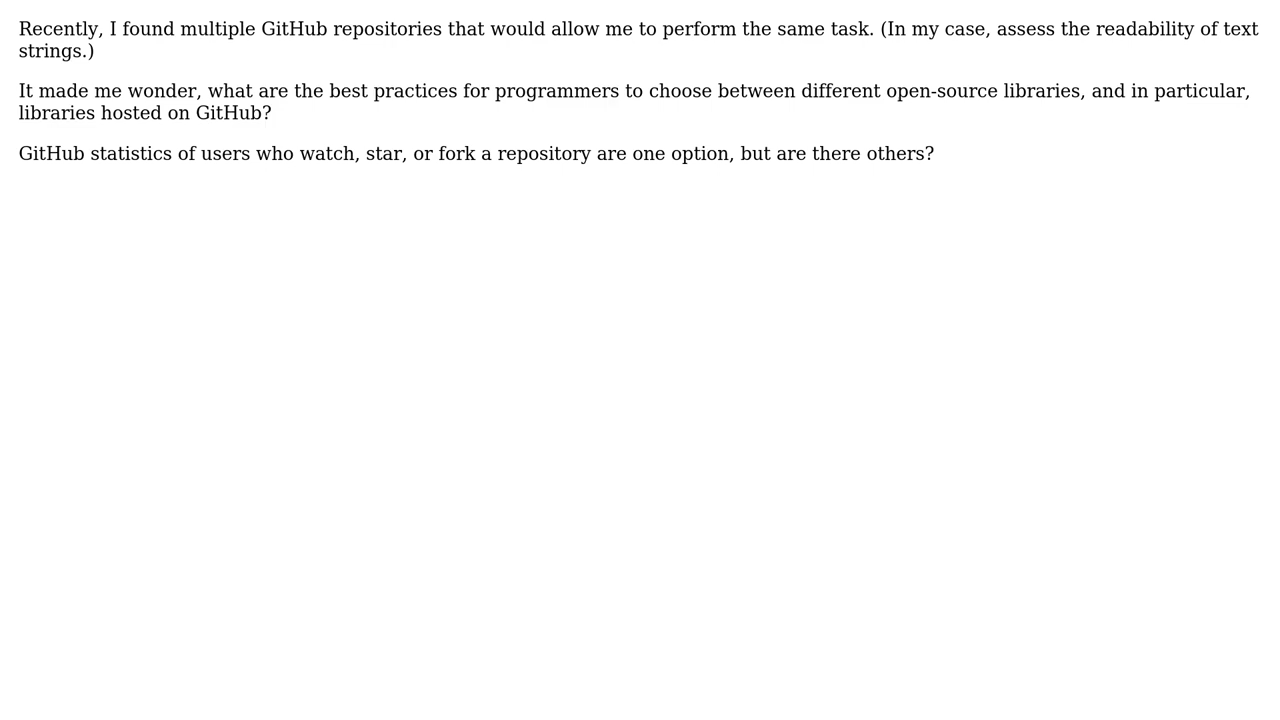 Recently, I found multiple GitHub repositories that would allow me to perform the same task. (In my case, assess the readability of text
strings.)
It made me wonder, what are the best practices for programmers to choose between different open-source libraries, and in particular,
libraries hosted on GitHub?
GitHub statistics of users who watch, star, or fork a repository are one option, but are there others?